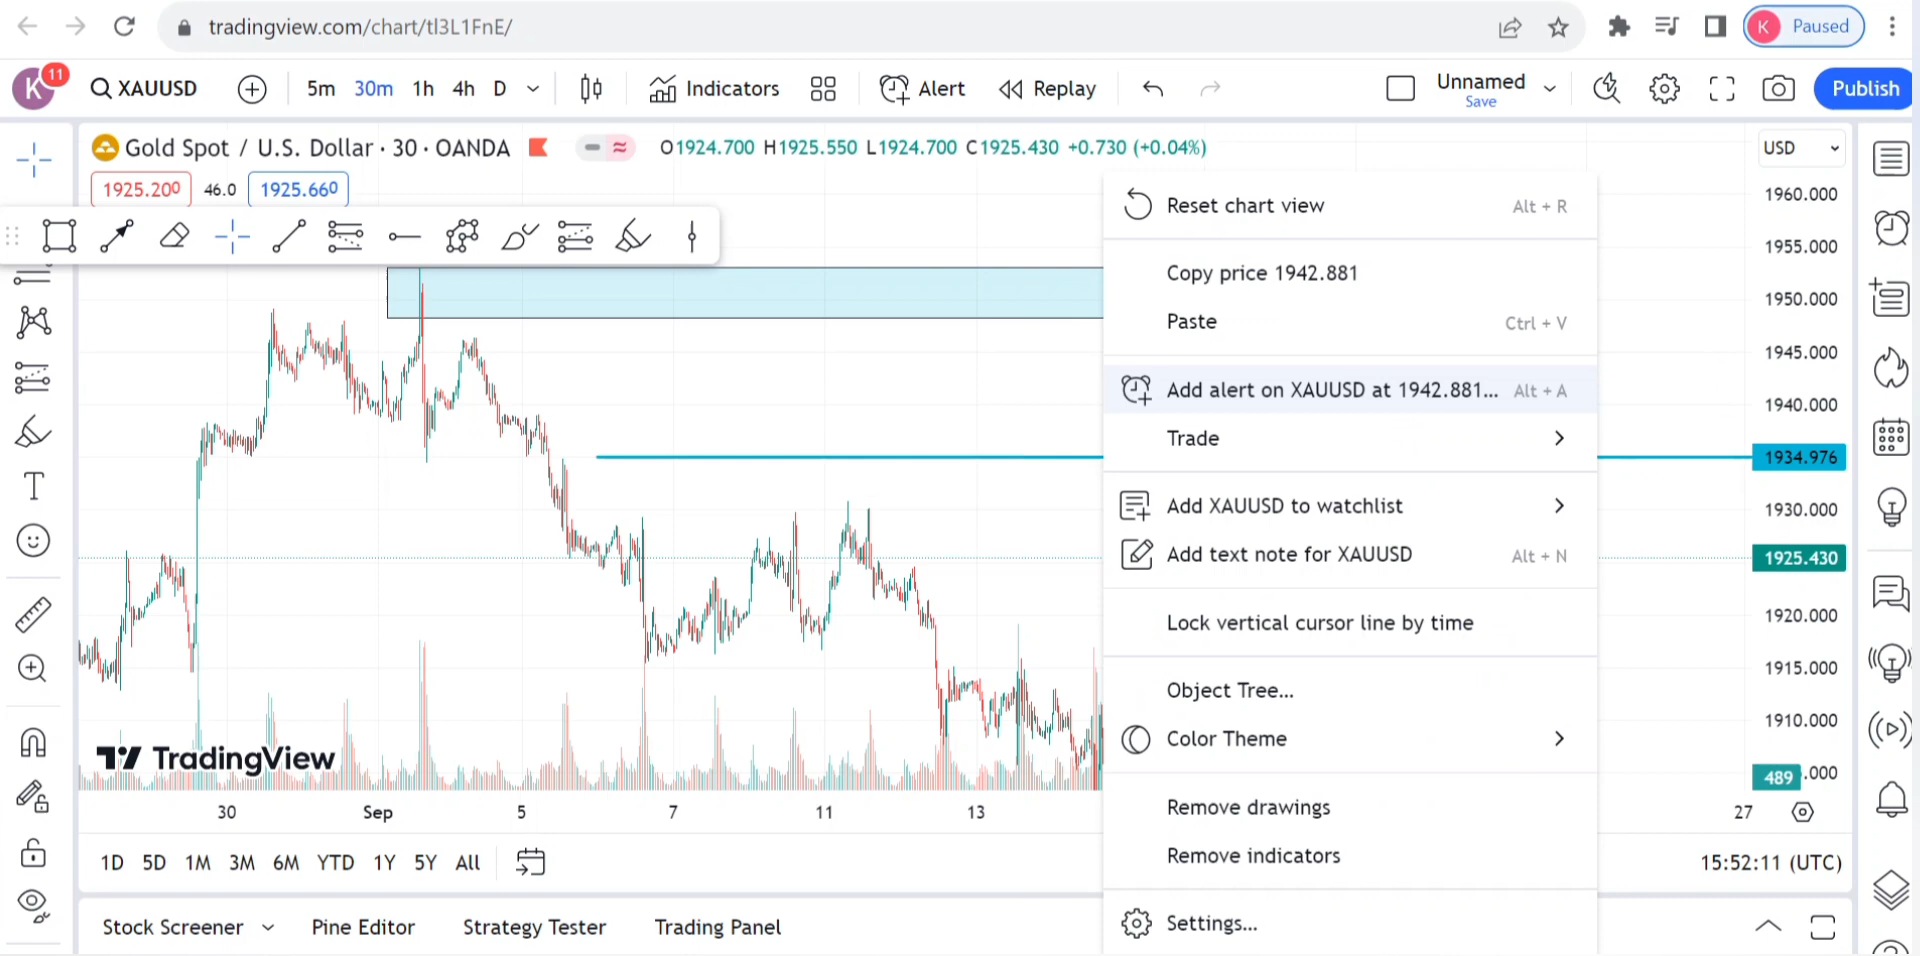 tradingview.com/chart/tl3L1FnE/
K Paused
K 11 XAUUSD 5m 30m 1h 4h D Indicators Alert Replay Unnamed Save Publish
Gold Spot / U.S. Dollar · 30 · OANDA O1924.700 H1925.550 L1924.700 C1925.430 +0.730 (+0.04%) USD
1925.200 46.0 1925.660
1960.000
1955.000
1950.000
1945.000
1940.000
1934.976
1930.000
1925.430
1920.000
1915.000
1910.000
489 .000
Reset chart view Alt + R
Copy price 1942.881
Paste Ctrl + V
Add alert on XAUUSD at 1942.881... Alt + A
Trade
Add XAUUSD to watchlist
Add text note for XAUUSD Alt + N
Lock vertical cursor line by time
Object Tree...
Color Theme
Remove drawings
Remove indicators
Settings...
T
TradingView
30 Sep 5 7 11 13 27
1D 5D 1M 3M 6M YTD 1Y 5Y All 15:52:11 (UTC)
Stock Screener Pine Editor Strategy Tester Trading Panel